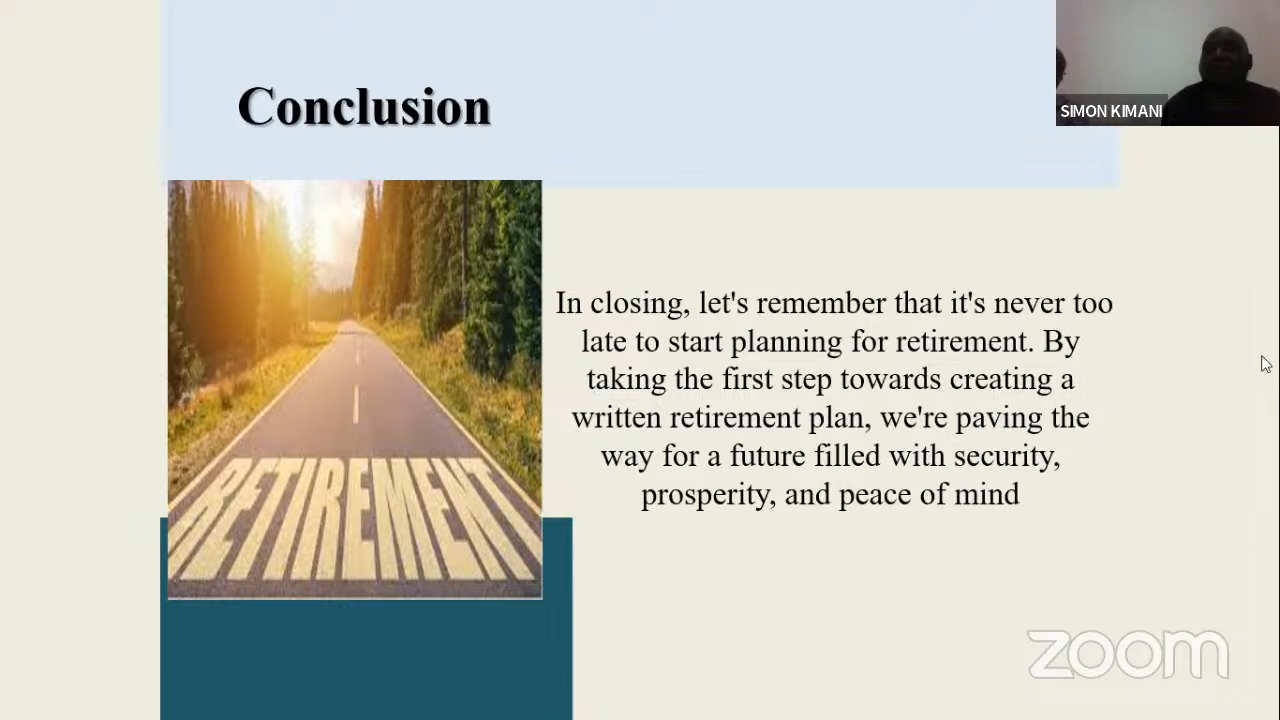 Conclusion
SIMON KIMANI
In closing, let's remember that it's never too
late to start planning for retirement. By
taking the first step towards creating a
written retirement plan, we're paving the
way for a future filled with security,
prosperity, and peace of mind
RETIREMENT
zoom